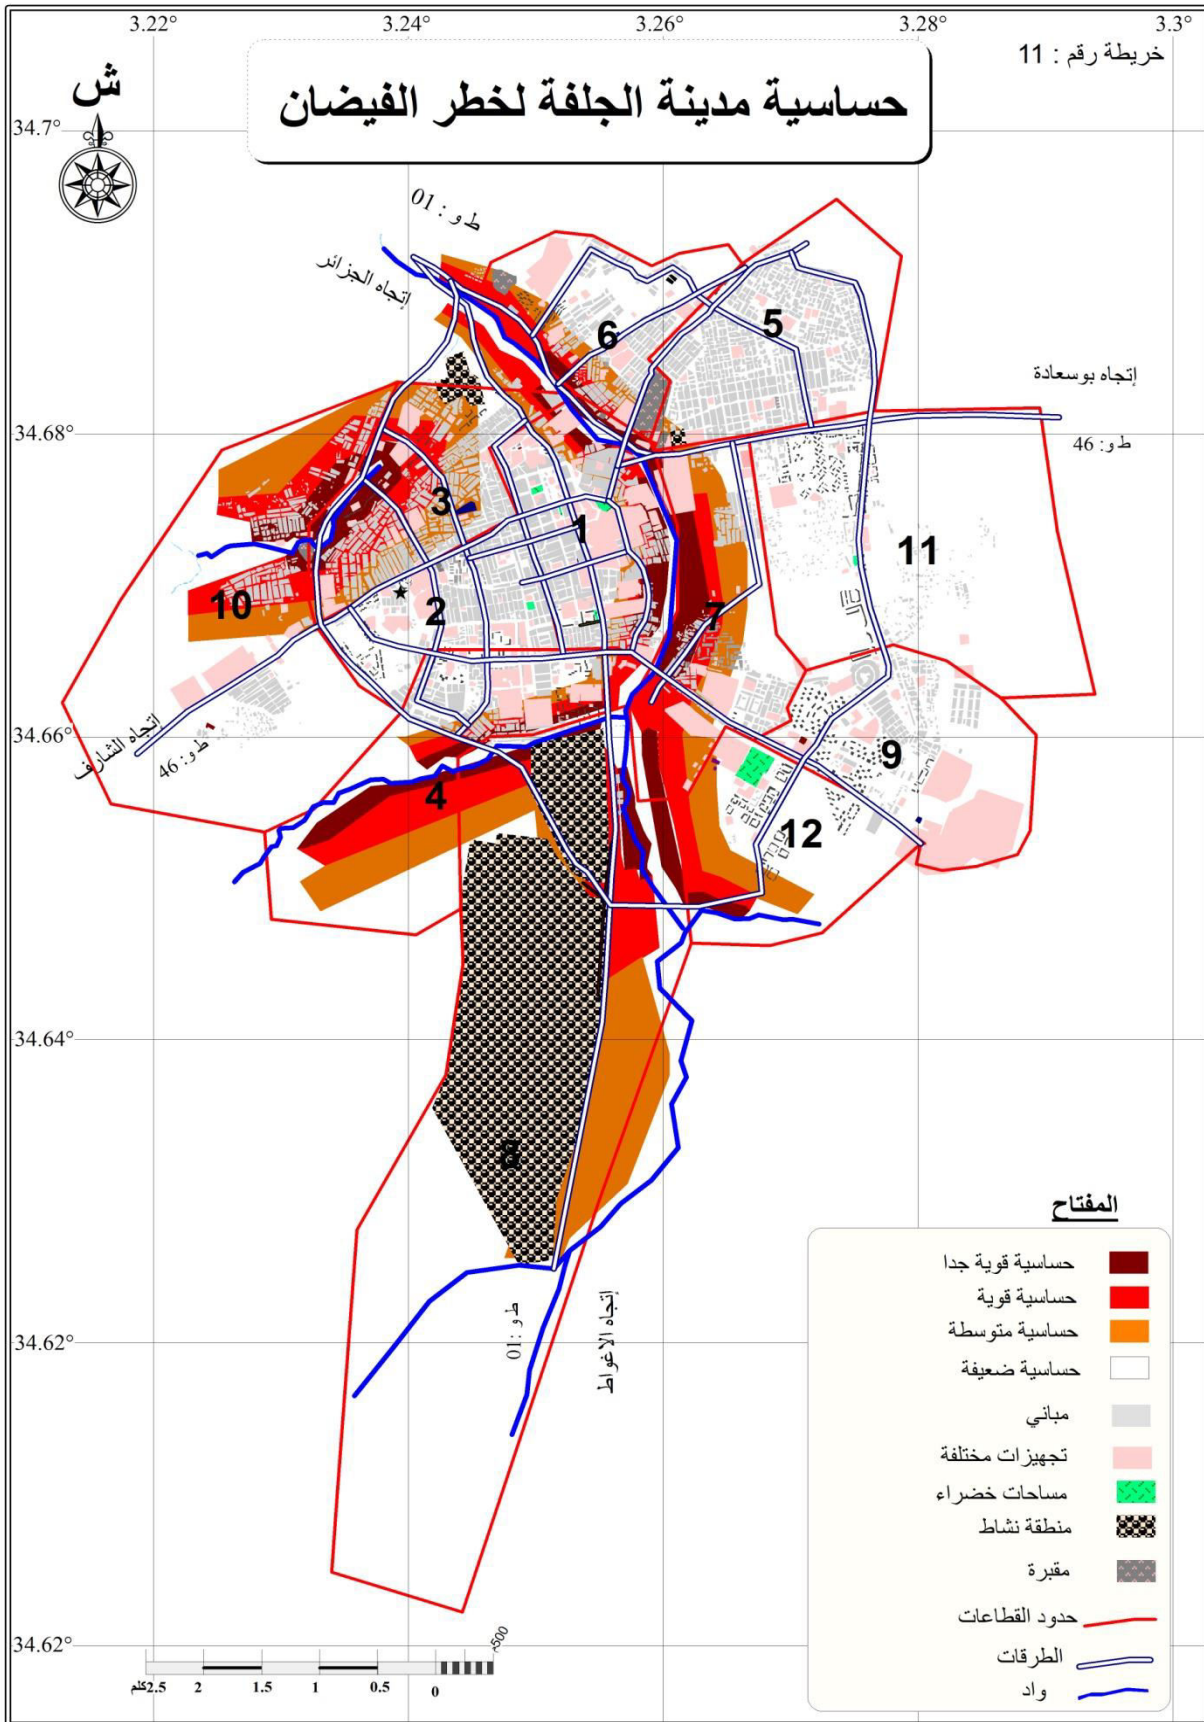 3.22° 3.24° 3.26° 3.28° 3.3°
خريطة رقم : 11
حساسية مدينة الجلفة لخطر الفيضان
ش
34.7°
ط و : 01
إتجاه الجزائر
5
6
إتجاه بوسعادة
34.68°
ط و: 46
3
1
11
10
2
7
34.66°
اتجاه الشارف
ط و: 46
9
4
12
34.64°
8
ط و :01
إتجاه الاغواط
34.62°
المفتاح
حساسية قوية جدا
حساسية قوية
حساسية متوسطة
حساسية ضعيفة
مباني
تجهيزات مختلفة
مساحات خضراء
منطقة نشاط
مقبرة
حدود القطاعات
الطرقات
واد
34.62°
500
2.5كلم 2 1.5 1 0.5 0